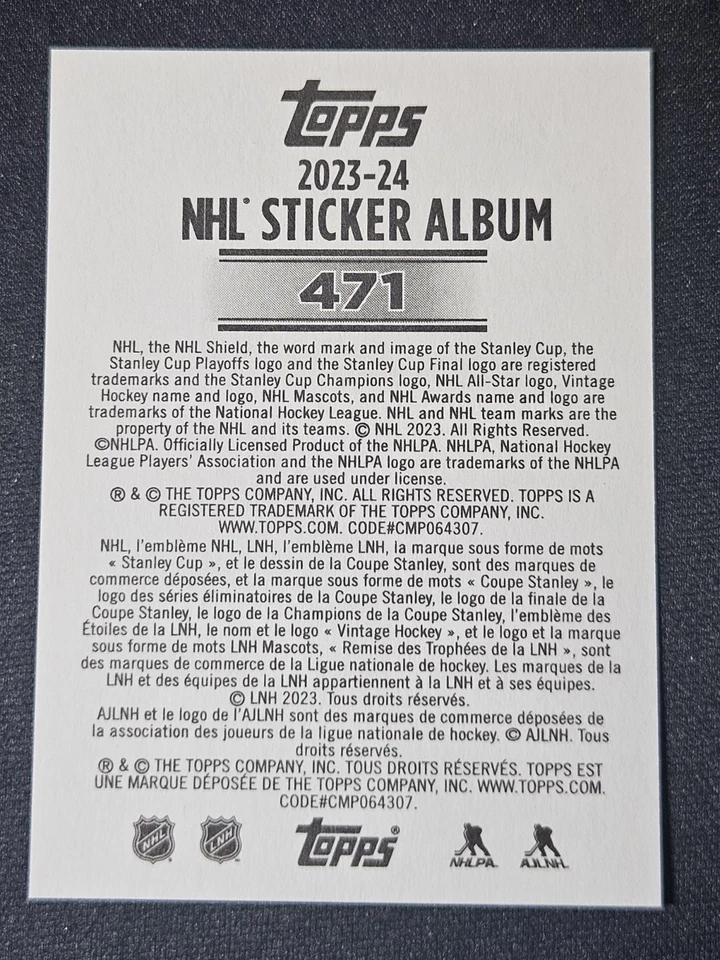 Topps
2023-24
NHL® STICKER ALBUM
471
NHL, the NHL Shield, the word mark and image of the Stanley Cup, the
Stanley Cup Playoffs logo and the Stanley Cup Final logo are registered
trademarks and the Stanley Cup Champions logo, NHL All-Star logo, Vintage
Hockey name and logo, NHL Mascots, and NHL Awards name and logo are
trademarks of the National Hockey League. NHL and NHL team marks are the
property of the NHL and its teams. © NHL 2023. All Rights Reserved.
©NHLPA. Officially Licensed Product of the NHLPA. NHLPA, National Hockey
League Players' Association and the NHLPA logo are trademarks of the NHLPA
and are used under license.
® & © THE TOPPS COMPANY, INC. ALL RIGHTS RESERVED. TOPPS IS A
REGISTERED TRADEMARK OF THE TOPPS COMPANY, INC.
WWW.TOPPS.COM. CODE#CMP064307.
NHL, l'emblème NHL, LNH, l'emblème LNH, la marque sous forme de mots
« Stanley Cup », et le dessin de la Coupe Stanley, sont des marques de
commerce déposées, et la marque sous forme de mots « Coupe Stanley », le
logo des séries éliminatoires de la Coupe Stanley, le logo de la finale de la
Coupe Stanley, le logo de la Champions de la Coupe Stanley, l'emblème des
Étoiles de la LNH, le nom et le logo « Vintage Hockey », et le logo et la marque
sous forme de mots LNH Mascots, « Remise des Trophées de la LNH », sont
des marques de commerce de la Ligue nationale de hockey. Les marques de la
LNH et des équipes de la LNH appartiennent à la LNH et à ses équipes.
© LNH 2023. Tous droits réservés.
AJLNH et le logo de l'AJLNH sont des marques de commerce déposées de
la association des joueurs de la ligue nationale de hockey. © AJLNH. Tous
droits réservés.
® & © THE TOPPS COMPANY, INC. TOUS DROITS RÉSERVÉS. TOPPS EST
UNE MARQUE DÉPOSÉE DE THE TOPPS COMPANY, INC. WWW.TOPPS.COM.
CODE#CMP064307.
NHL LNH Topps® NHLPA AJLNH